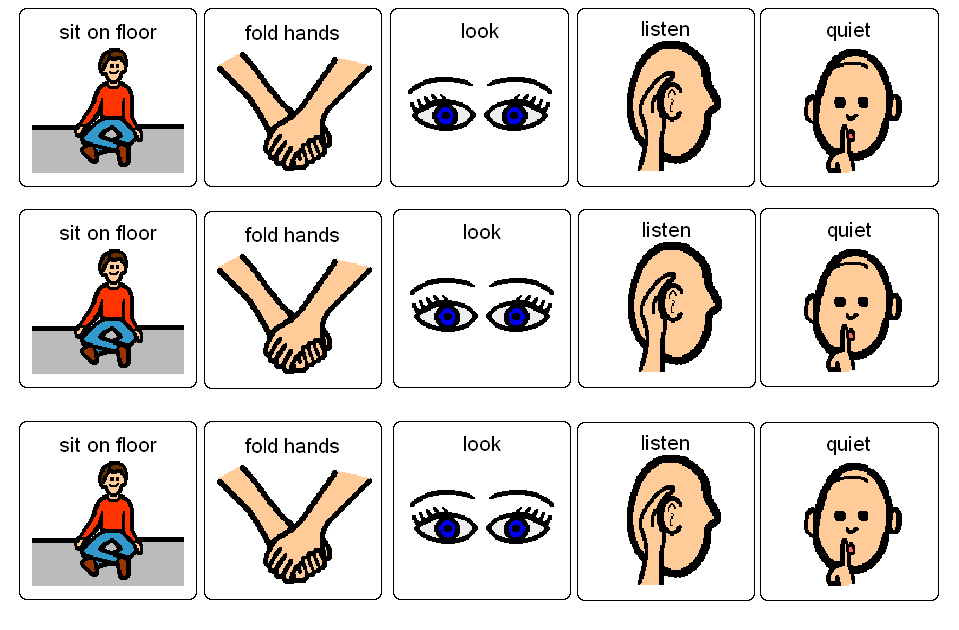 sit on floor
fold hands
look
listen
quiet
sit on floor
fold hands
look
listen
quiet
sit on floor
fold hands
look
listen
quiet